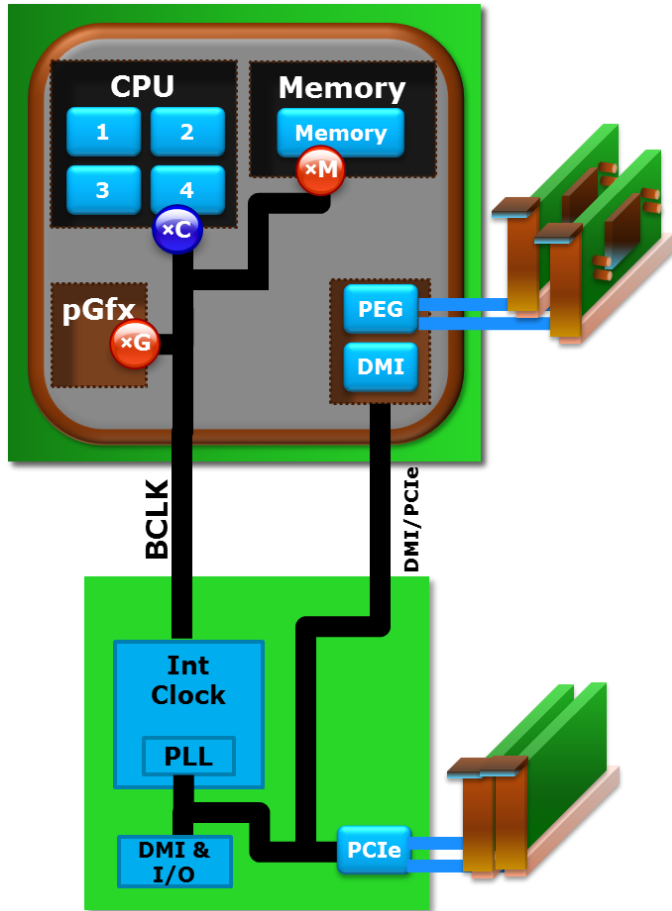 CPU
1
2
3
4
×C
Memory
Memory
×M
pGfx
×G
PEG
DMI
BCLK
DMI/PCIe
Int
Clock
PLL
DMI &
I/O
PCIe